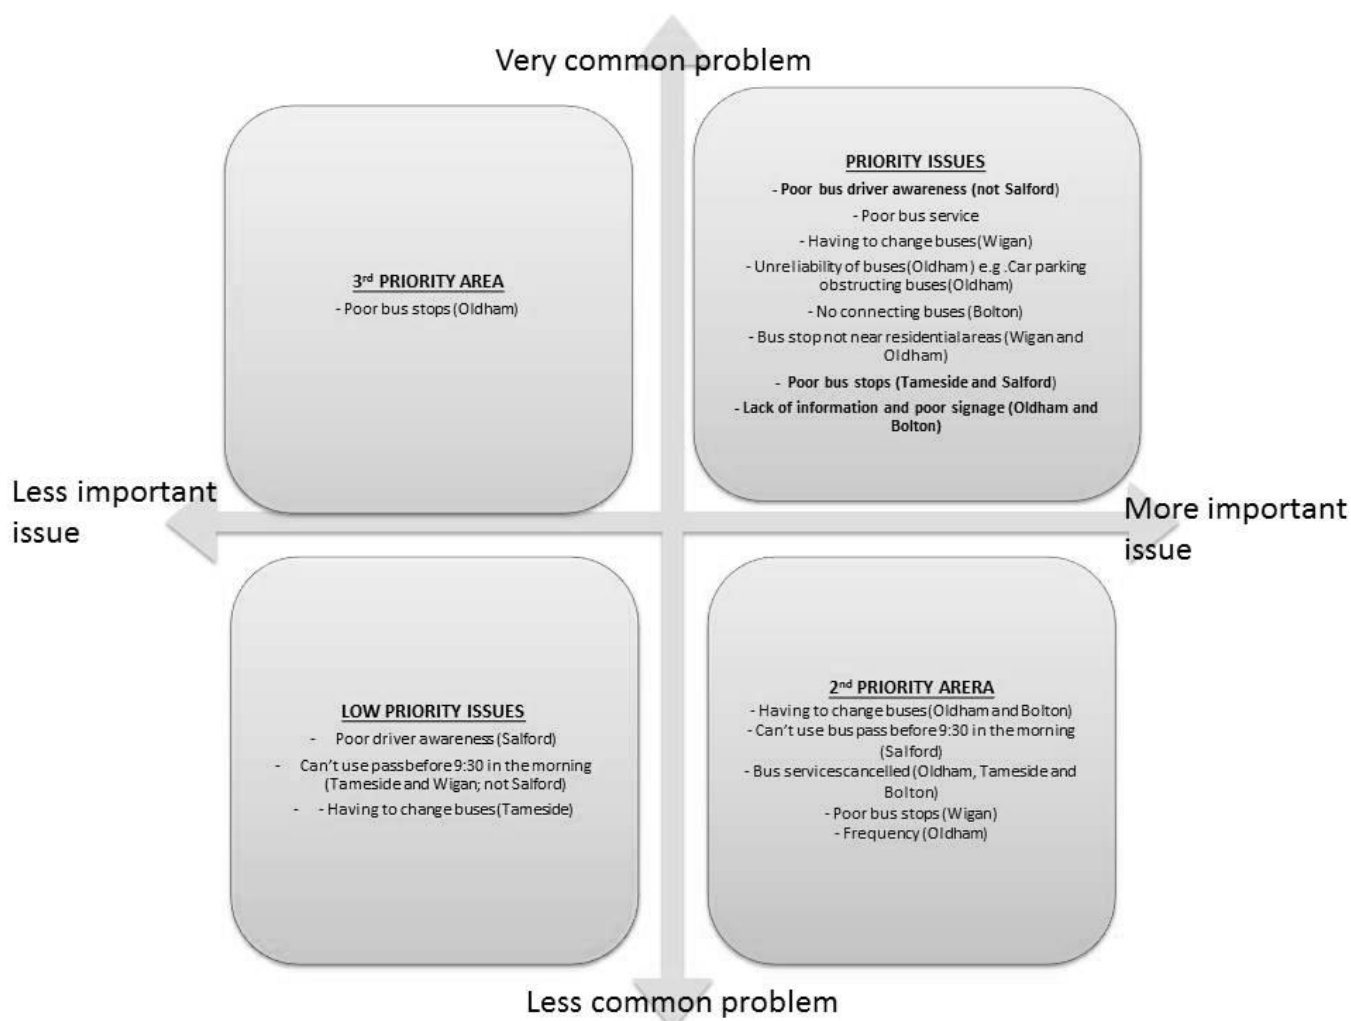 Very common problem
PRIORITY ISSUES
- Poor bus driver awareness (not Salford)
- Poor bus service
- Having to change buses (Wigan)
- Unreliability of buses (Oldham) e.g .Car parking
obstructing buses (Oldham)
- No connecting buses (Bolton)
- Bus stop not near residential areas (Wigan and
Oldham)
- Poor bus stops (Tameside and Salford)
- Lack of information and poor signage (Oldham and
Bolton)
3rd PRIORITY AREA
- Poor bus stops (Oldham)
Less important
issue
More important
issue
LOW PRIORITY ISSUES
- Poor driver awareness (Salford)
- Can't use pass before 9:30 in the morning
(Tameside and Wigan; not Salford)
- - Having to change buses (Tameside)
2nd PRIORITY ARERA
- Having to change buses (Oldham and Bolton)
- Can't use bus pass before 9:30 in the morning
(Salford)
- Bus services cancelled (Oldham, Tameside and
Bolton)
- Poor bus stops (Wigan)
- Frequency (Oldham)
Less common problem